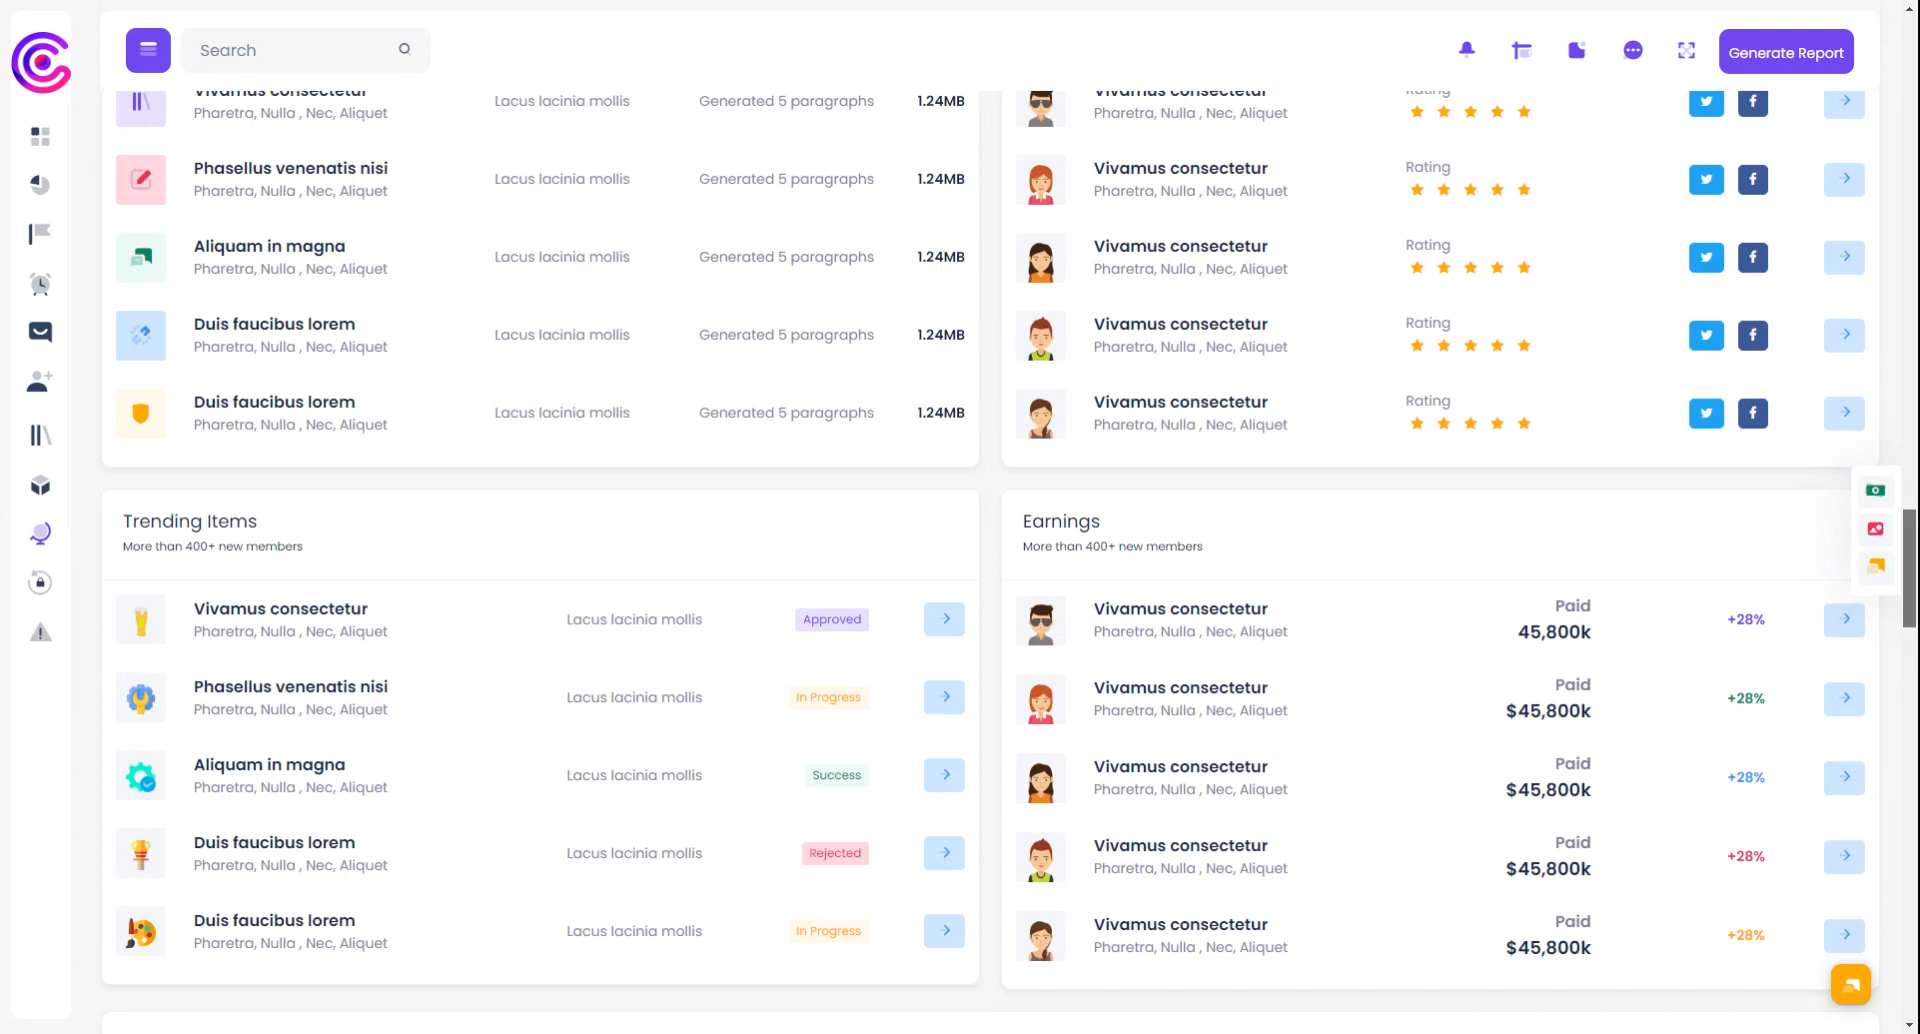 Search
Generate Report
Vivamus consectetur
Pharetra, Nulla , Nec, Aliquet
Lacus lacinia mollis
Generated 5 paragraphs
1.24MB
Phasellus venenatis nisi
Pharetra, Nulla , Nec, Aliquet
Lacus lacinia mollis
Generated 5 paragraphs
1.24MB
Aliquam in magna
Pharetra, Nulla , Nec, Aliquet
Lacus lacinia mollis
Generated 5 paragraphs
1.24MB
Duis faucibus lorem
Pharetra, Nulla , Nec, Aliquet
Lacus lacinia mollis
Generated 5 paragraphs
1.24MB
Duis faucibus lorem
Pharetra, Nulla , Nec, Aliquet
Lacus lacinia mollis
Generated 5 paragraphs
1.24MB
Vivamus consectetur
Pharetra, Nulla , Nec, Aliquet
Rating
Vivamus consectetur
Pharetra, Nulla , Nec, Aliquet
Rating
Vivamus consectetur
Pharetra, Nulla , Nec, Aliquet
Rating
Vivamus consectetur
Pharetra, Nulla , Nec, Aliquet
Rating
Vivamus consectetur
Pharetra, Nulla , Nec, Aliquet
Rating
Trending Items
More than 400+ new members
Vivamus consectetur
Pharetra, Nulla , Nec, Aliquet
Lacus lacinia mollis
Approved
Phasellus venenatis nisi
Pharetra, Nulla , Nec, Aliquet
Lacus lacinia mollis
In Progress
Aliquam in magna
Pharetra, Nulla , Nec, Aliquet
Lacus lacinia mollis
Success
Duis faucibus lorem
Pharetra, Nulla , Nec, Aliquet
Lacus lacinia mollis
Rejected
Duis faucibus lorem
Pharetra, Nulla , Nec, Aliquet
Lacus lacinia mollis
In Progress
Earnings
More than 400+ new members
Vivamus consectetur
Pharetra, Nulla , Nec, Aliquet
Paid
45,800k
+28%
Vivamus consectetur
Pharetra, Nulla , Nec, Aliquet
Paid
$45,800k
+28%
Vivamus consectetur
Pharetra, Nulla , Nec, Aliquet
Paid
$45,800k
+28%
Vivamus consectetur
Pharetra, Nulla , Nec, Aliquet
Paid
$45,800k
+28%
Vivamus consectetur
Pharetra, Nulla , Nec, Aliquet
Paid
$45,800k
+28%